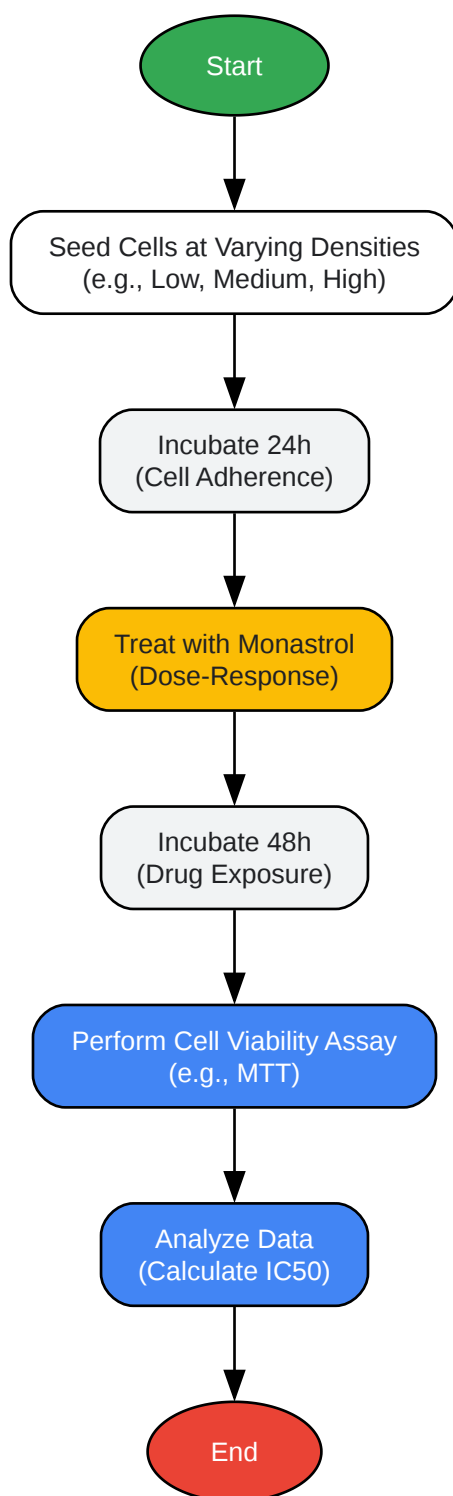 Start
Seed Cells at Varying Densities
(e.g., Low, Medium, High)
Incubate 24h
(Cell Adherence)
Treat with Monastrol
(Dose-Response)
Incubate 48h
(Drug Exposure)
Perform Cell Viability Assay
(e.g., MTT)
Analyze Data
(Calculate IC50)
End